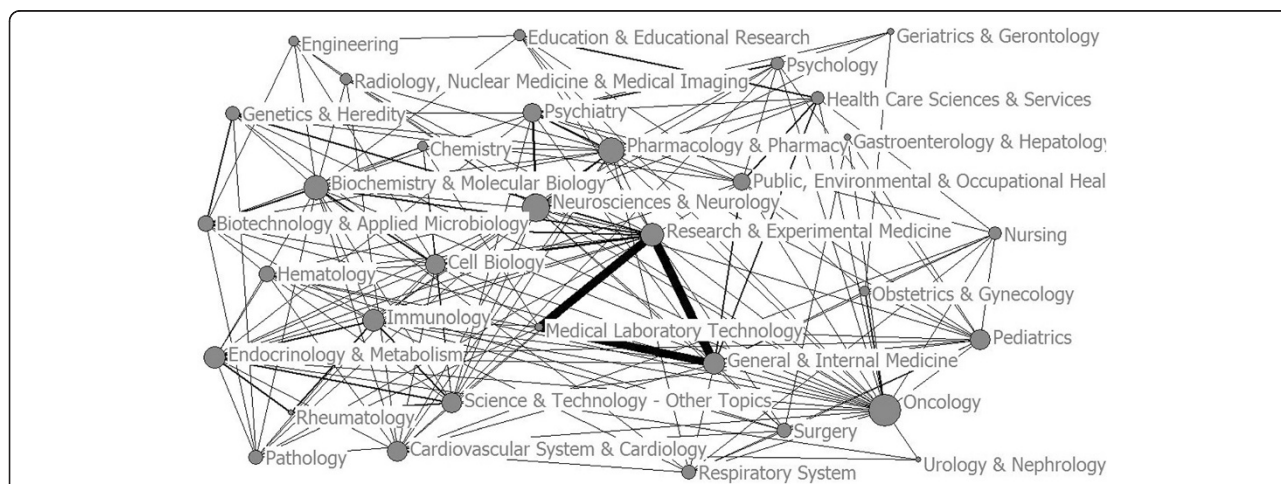 Engineering
Education & Educational Research
Geriatrics & Gerontology
Radiology, Nuclear Medicine & Medical Imaging
Psychology
Health Care Sciences & Services
Genetics & Heredity
Psychiatry
Chemistry
Pharmacology & Pharmacy
Gastroenterology & Hepatology
Biochemistry & Molecular Biology
Public, Environmental & Occupational Heal
Neurosciences & Neurology
Biotechnology & Applied Microbiology
Research & Experimental Medicine
Nursing
Hematology
Cell Biology
Obstetrics & Gynecology
Immunology
Medical Laboratory Technology
Pediatrics
Endocrinology & Metabolism
General & Internal Medicine
Science & Technology - Other Topics
Oncology
Rheumatology
Surgery
Pathology
Cardiovascular System & Cardiology
Respiratory System
Urology & Nephrology